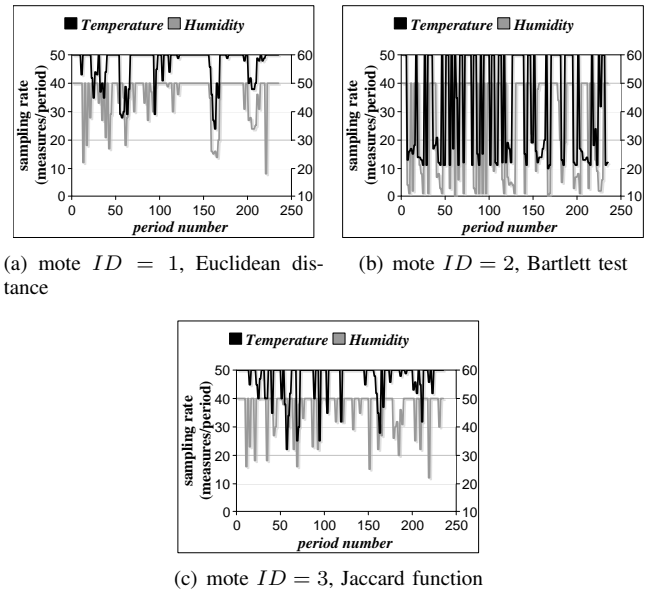 Temperature Humidity
sampling rate
(measures/period)
50
40
30
20
10
0
60
50
40
30
20
10
0 50 100 150 200 250
period number
(a) mote ID = 1, Euclidean dis-
tance
Temperature Humidity
sampling rate
(measures/period)
50
40
30
20
10
0
60
50
40
30
20
10
0 50 100 150 200 250
period number
(b) mote ID = 2, Bartlett test
Temperature Humidity
sampling rate
(measures/period)
50
40
30
20
10
0
60
50
40
30
20
10
0 50 100 150 200 250
period number
(c) mote ID = 3, Jaccard function